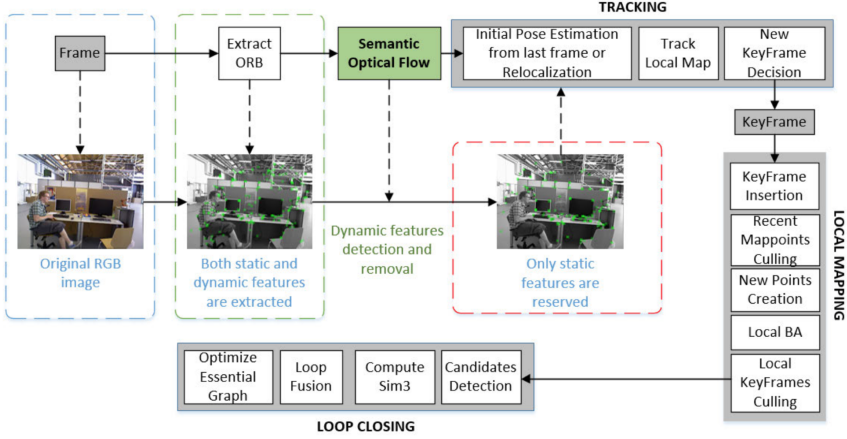 TRACKING
Frame
Extract
ORB
Semantic
Optical Flow
Initial Pose Estimation
from last frame or
Relocalization
Track
Local Map
New
KeyFrame
Decision
KeyFrame
KeyFrame
Insertion
Recent
Mappoints
Culling
New Points
Creation
Local BA
Local
KeyFrames
Culling
LOCAL MAPPING
Original RGB
image
Both static and
dynamic features
are extracted
Dynamic features
detection and
removal
Only static
features are
reserved
Optimize
Essential
Graph
Loop
Fusion
Compute
Sim3
Candidates
Detection
LOOP CLOSING